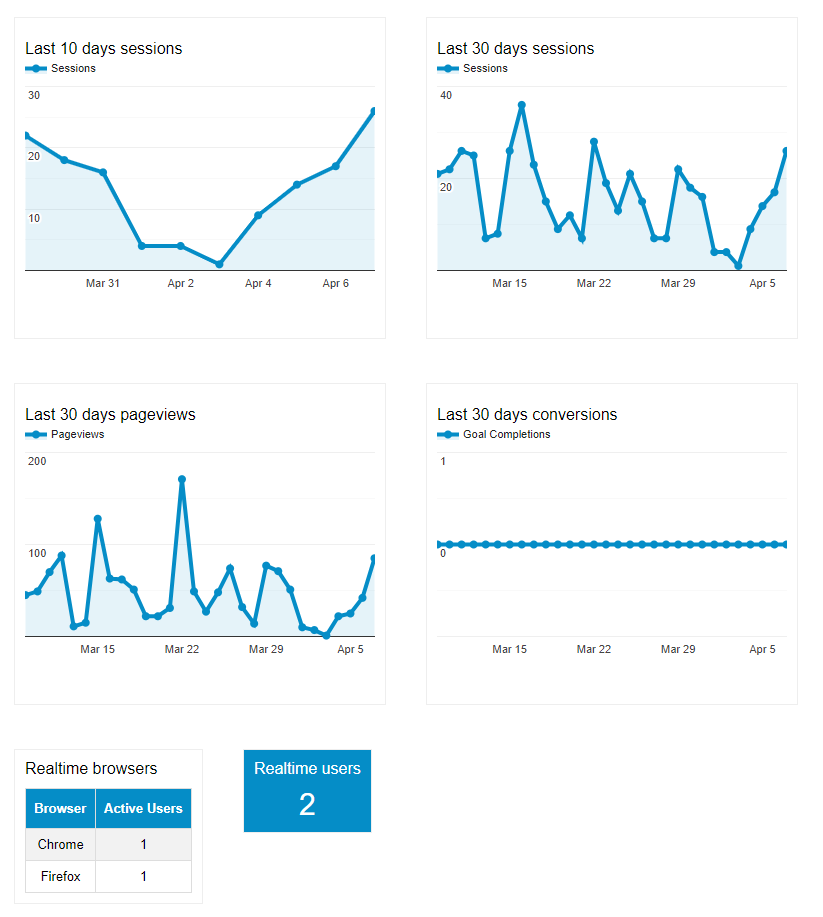 Last 10 days sessions
Sessions
30
20
10
Mar 31 Apr 2 Apr 4 Apr 6
Last 30 days sessions
Sessions
40
20
Mar 15 Mar 22 Mar 29 Apr 5
Last 30 days pageviews
Pageviews
200
100
Mar 15 Mar 22 Mar 29 Apr 5
Last 30 days conversions
Goal Completions
1
0
Mar 15 Mar 22 Mar 29 Apr 5
Realtime browsers
Browser Active Users
Chrome 1
Firefox 1
Realtime users
2